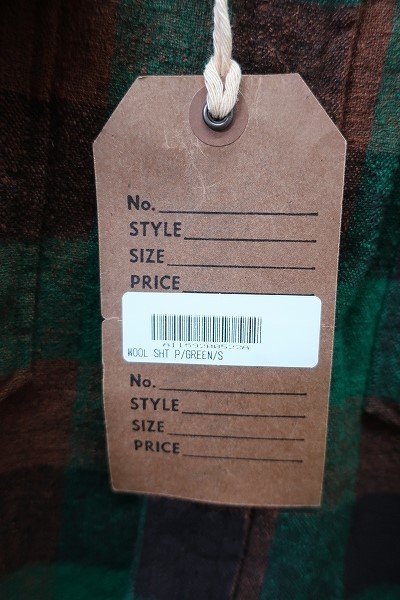 No.
STYLE
SIZE
PRICE
WOOL SHT P/GREEN/S
No.
STYLE
SIZE
PRICE